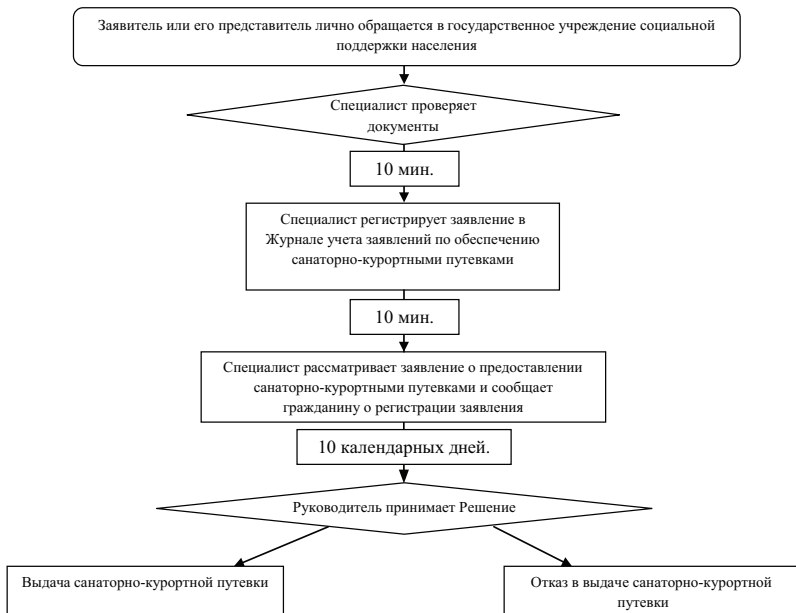 Заявитель или его представитель лично обращается в государственное учреждение социальной
поддержки населения
Специалист проверяет
документы
10 мин.
Специалист регистрирует заявление в
Журнале учета заявлений по обеспечению
санаторно-курортными путевками
10 мин.
Специалист рассматривает заявление о предоставлении
санаторно-курортными путевками и сообщает
гражданину о регистрации заявления
10 календарных дней.
Руководитель принимает Решение
Выдача санаторно-курортной путевки
Отказ в выдаче санаторно-курортной
путевки